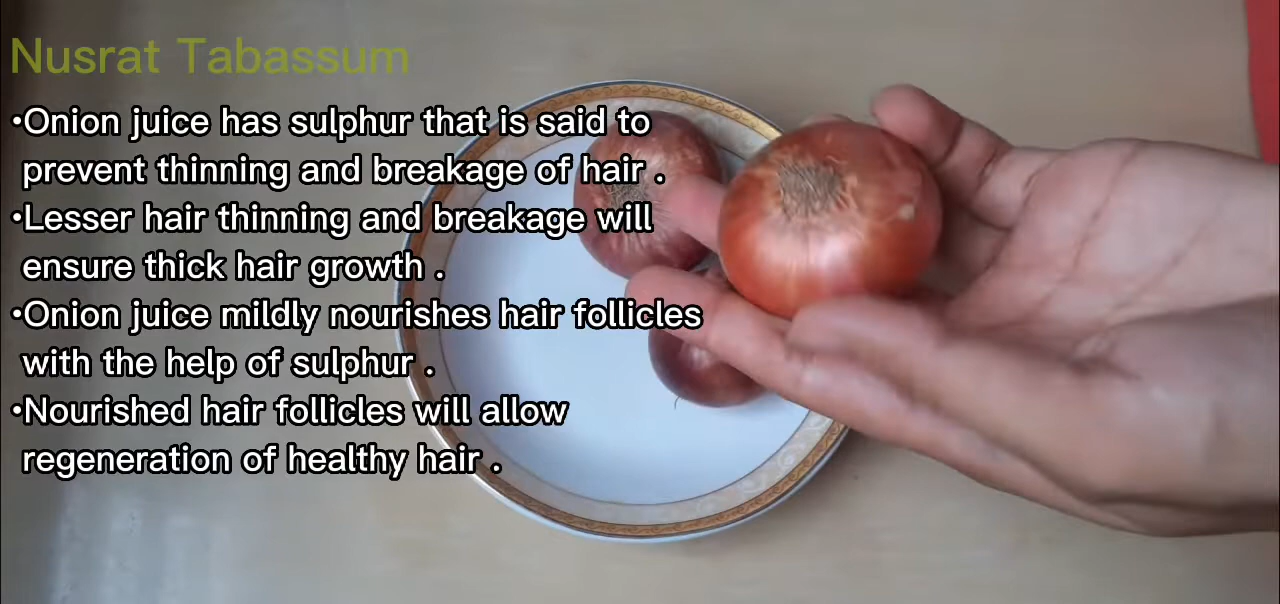 Nusrat Tabassum
•Onion juice has sulphur that is said to
prevent thinning and breakage of hair .
•Lesser hair thinning and breakage will
ensure thick hair growth .
•Onion juice mildly nourishes hair follicles
with the help of sulphur .
•Nourished hair follicles will allow
regeneration of healthy hair .